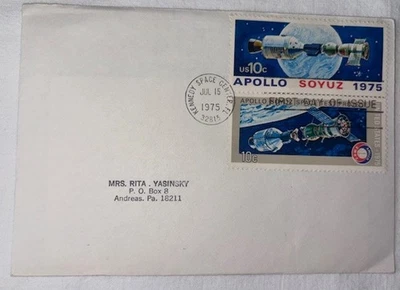 US 10c
APOLLO SOYUZ 1975
KENNEDY SPACE CENTER, FL
JUL 15
1975
32815
FIRST DAY OF ISSUE
APOLLO
10c
MRS. RITA . YASINSKY
P. O. Box 8
Andreas. Pa. 18211